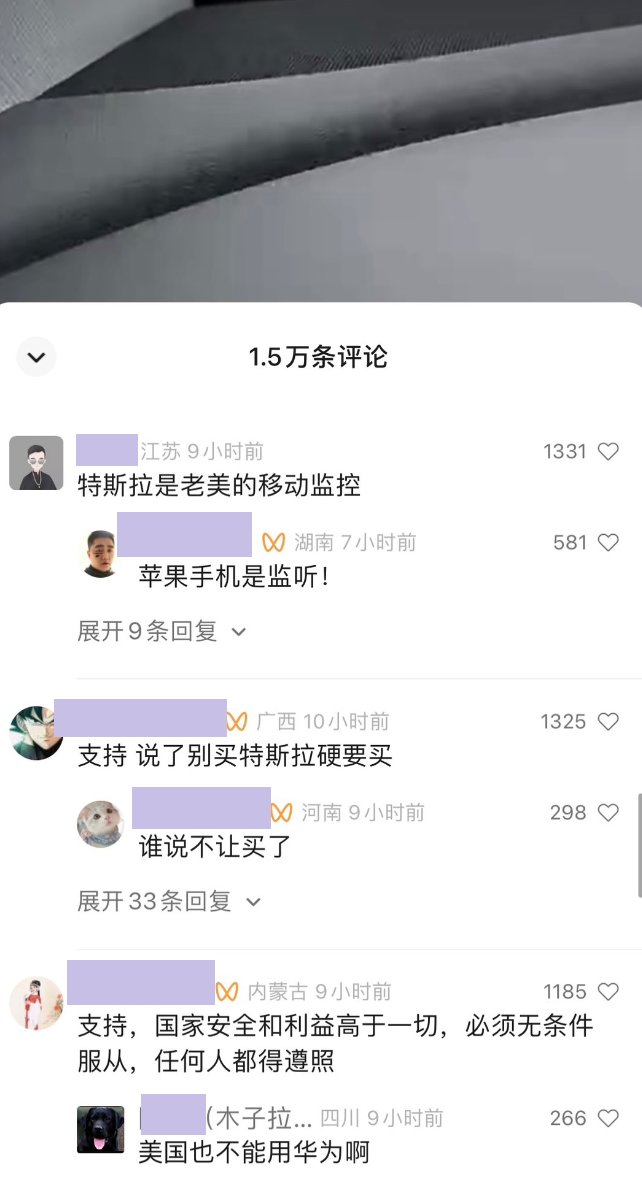 1.5万条评论
江苏 9小时前 1331
特斯拉是老美的移动监控
湖南 7小时前 581
苹果手机是监听！
展开9条回复
广西 10小时前 1325
支持 说了别买特斯拉硬要买
河南 9小时前 298
谁说不让买了
展开33条回复
内蒙古 9小时前 1185
支持，国家安全和利益高于一切，必须无条件
服从，任何人都得遵照
(木子拉... 四川 9小时前 266
美国也不能用华为啊